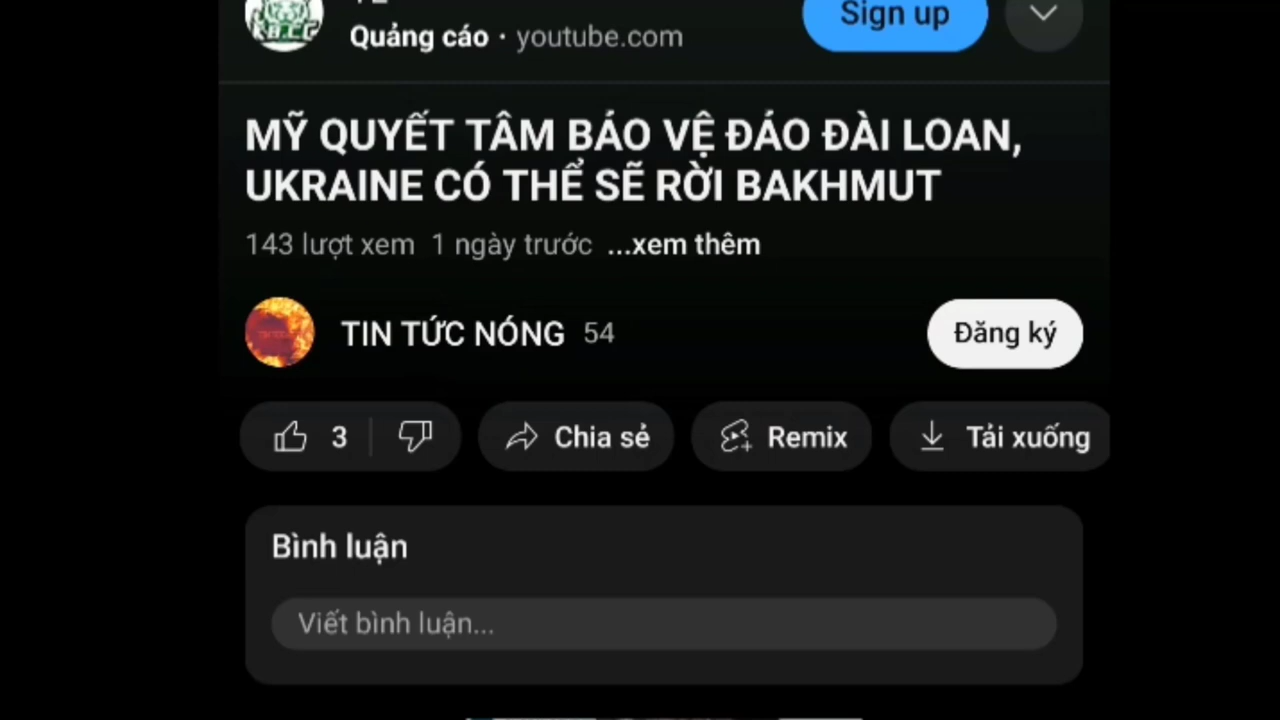 Sign up
Quảng cáo · youtube.com
MỸ QUYẾT TÂM BẢO VỆ ĐẢO ĐÀI LOAN,
UKRAINE CÓ THỂ SẼ RỜI BAKHMUT
143 lượt xem 1 ngày trước ...xem thêm
TIN TỨC NÓNG 54
Đăng ký
3 Chia sẻ Remix Tải xuống
Bình luận
Viết bình luận...